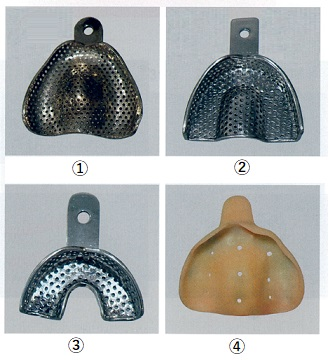 ①
②
③
④